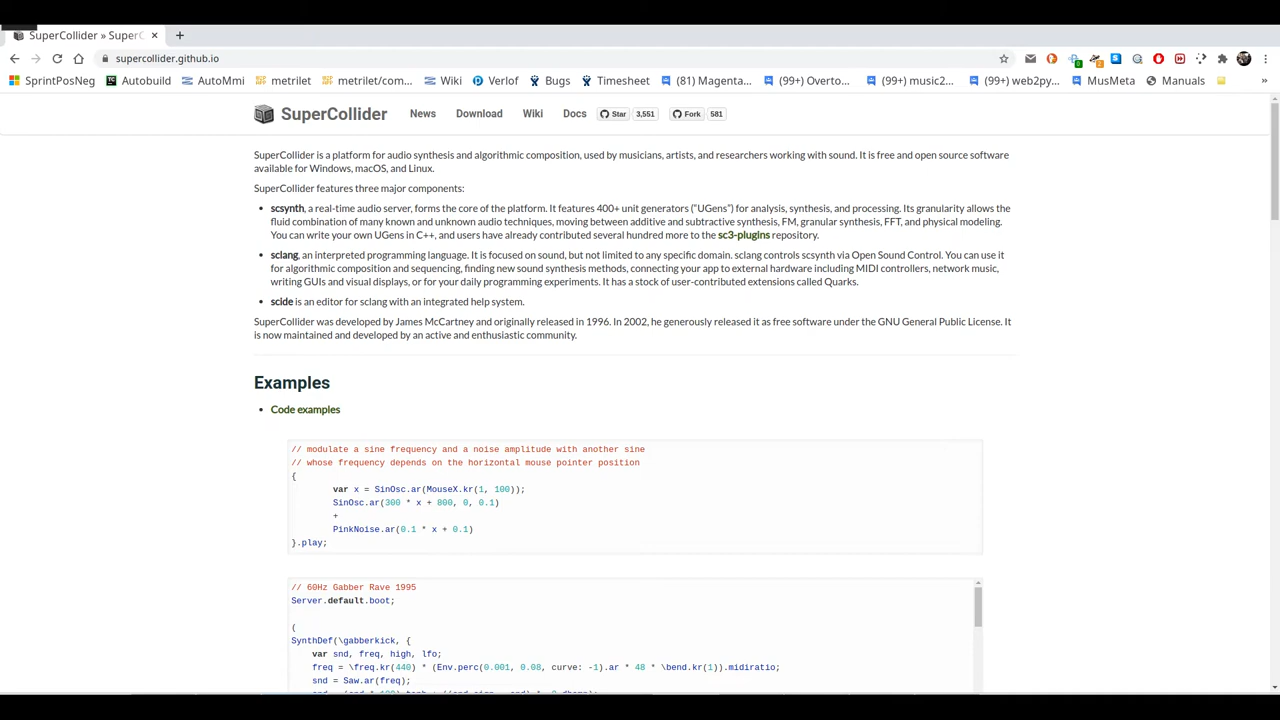 SuperCollider » SuperC
supercollider.github.io
SprintPosNeg Autobuild AutoMmi metrilet metrilet/com... Wiki Verlof Bugs Timesheet (81) Magenta... (99+) Overto... (99+) music2... (99+) web2py... MusMeta Manuals »
SuperCollider News Download Wiki Docs Star 3,551 Fork 581
SuperCollider is a platform for audio synthesis and algorithmic composition, used by musicians, artists, and researchers working with sound. It is free and open source software
available for Windows, macOS, and Linux.
SuperCollider features three major components:
• scsynth, a real-time audio server, forms the core of the platform. It features 400+ unit generators (“UGens”) for analysis, synthesis, and processing. Its granularity allows the
fluid combination of many known and unknown audio techniques, moving between additive and subtractive synthesis, FM, granular synthesis, FFT, and physical modeling.
You can write your own UGens in C++, and users have already contributed several hundred more to the sc3-plugins repository.
• sclang, an interpreted programming language. It is focused on sound, but not limited to any specific domain. sclang controls scsynth via Open Sound Control. You can use it
for algorithmic composition and sequencing, finding new sound synthesis methods, connecting your app to external hardware including MIDI controllers, network music,
writing GUIs and visual displays, or for your daily programming experiments. It has a stock of user-contributed extensions called Quarks.
• scide is an editor for sclang with an integrated help system.
SuperCollider was developed by James McCartney and originally released in 1996. In 2002, he generously released it as free software under the GNU General Public License. It
is now maintained and developed by an active and enthusiastic community.
Examples
• Code examples
// modulate a sine frequency and a noise amplitude with another sine
// whose frequency depends on the horizontal mouse pointer position
{
var x = SinOsc.ar(MouseX.kr(1, 100));
SinOsc.ar(300 * x + 800, 0, 0.1)
+
PinkNoise.ar(0.1 * x + 0.1)
}.play;
// 60Hz Gabber Rave 1995
Server.default.boot;
(
SynthDef(\gabberkick, {
var snd, freq, high, lfo;
freq = \freq.kr(440) * (Env.perc(0.001, 0.08, curve: -1).ar * 48 * \bend.kr(1)).midiratio;
snd = Saw.ar(freq);